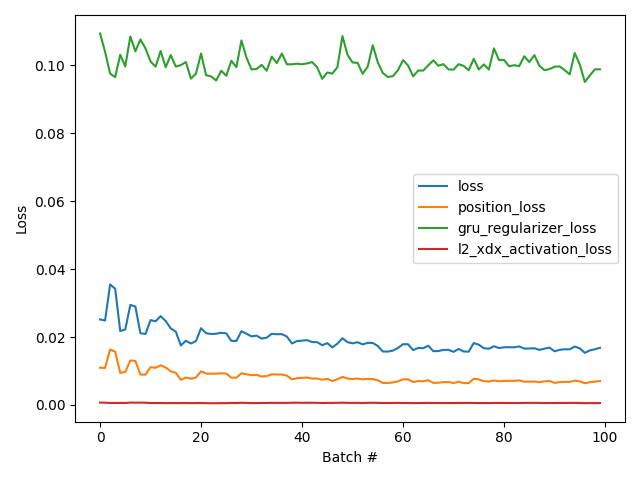 0.10
0.08
0.06
0.04
0.02
0.00
Loss
loss
position_loss
gru_regularizer_loss
l2_xdx_activation_loss
0
20
40
60
80
100
Batch #